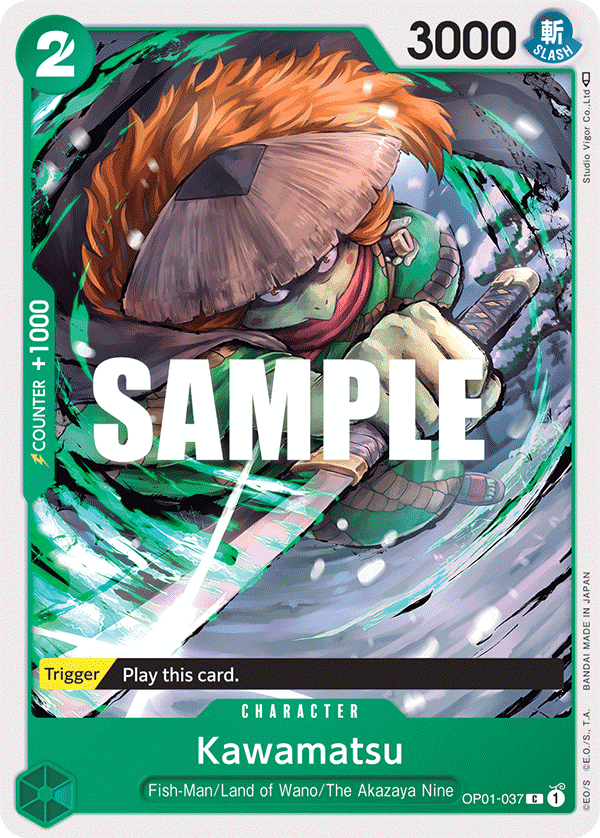 2
3000
斬
SLASH
Studio Vigor Co.,Ltd
COUNTER +1000
SAMPLE
Trigger Play this card.
BANDAI MADE IN JAPAN
CHARACTER
Kawamatsu
Fish-Man/Land of Wano/The Akazaya Nine
OP01-037 C 1
©E.O./S., T.A.
©EO/S